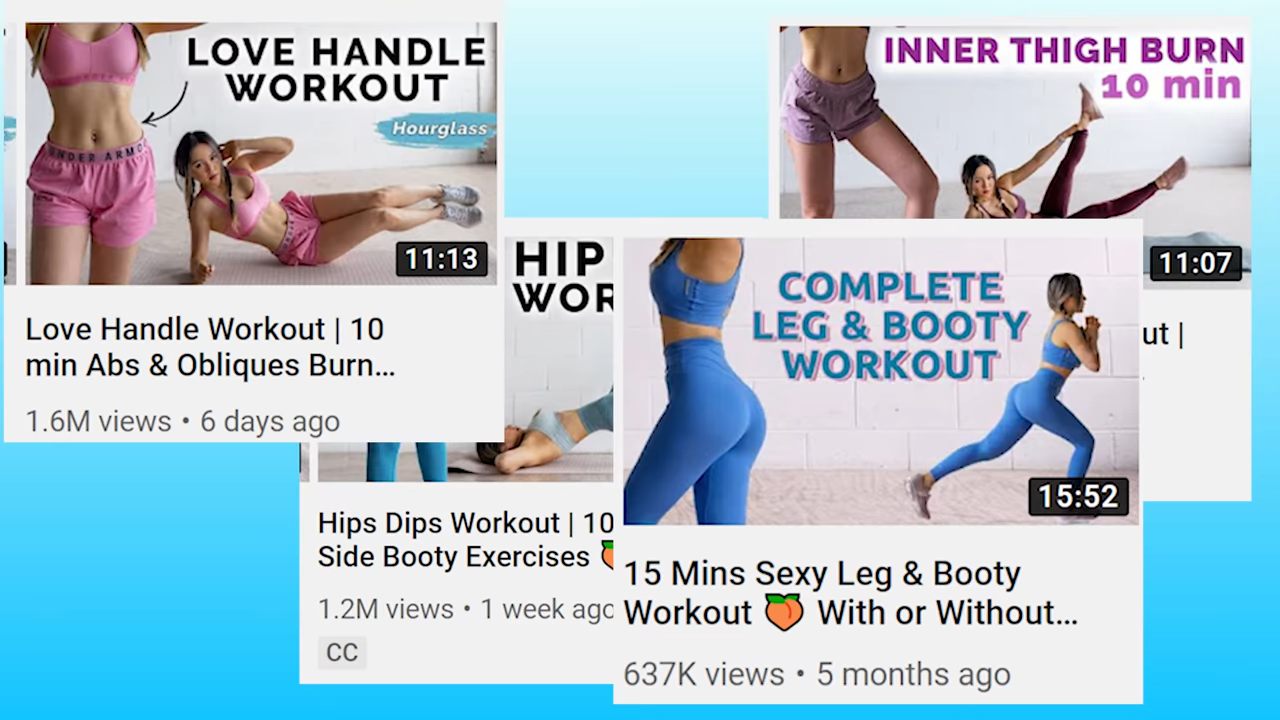 LOVE HANDLE
WORKOUT
Hourglass
UNDER ARMO
11:13
Love Handle Workout | 10
min Abs & Obliques Burn...
1.6M views • 6 days ago
INNER THIGH BURN
10 min
11:07
ut |
HIP
WOR
Hips Dips Workout | 10
Side Booty Exercises 🍑
1.2M views • 1 week ago
CC
COMPLETE
LEG & BOOTY
WORKOUT
15:52
15 Mins Sexy Leg & Booty
Workout 🍑 With or Without...
637K views • 5 months ago